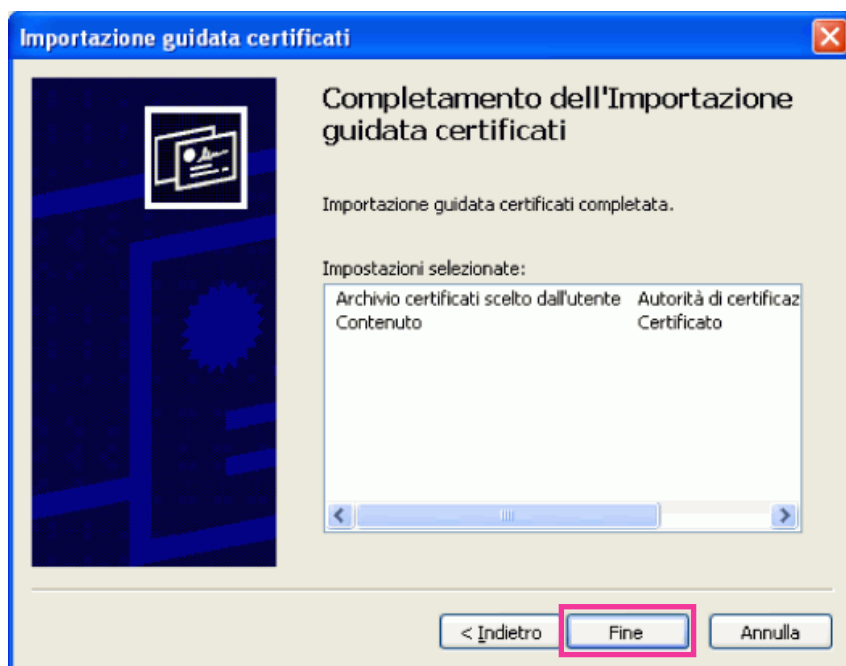 Importazione guidata certificati
Completamento dell'Importazione
guidata certificati
Importazione guidata certificati completata.
Impostazioni selezionate:
Archivio certificati scelto dall'utente Autorità di certificaz
Contenuto Certificato
< Indietro Fine Annulla